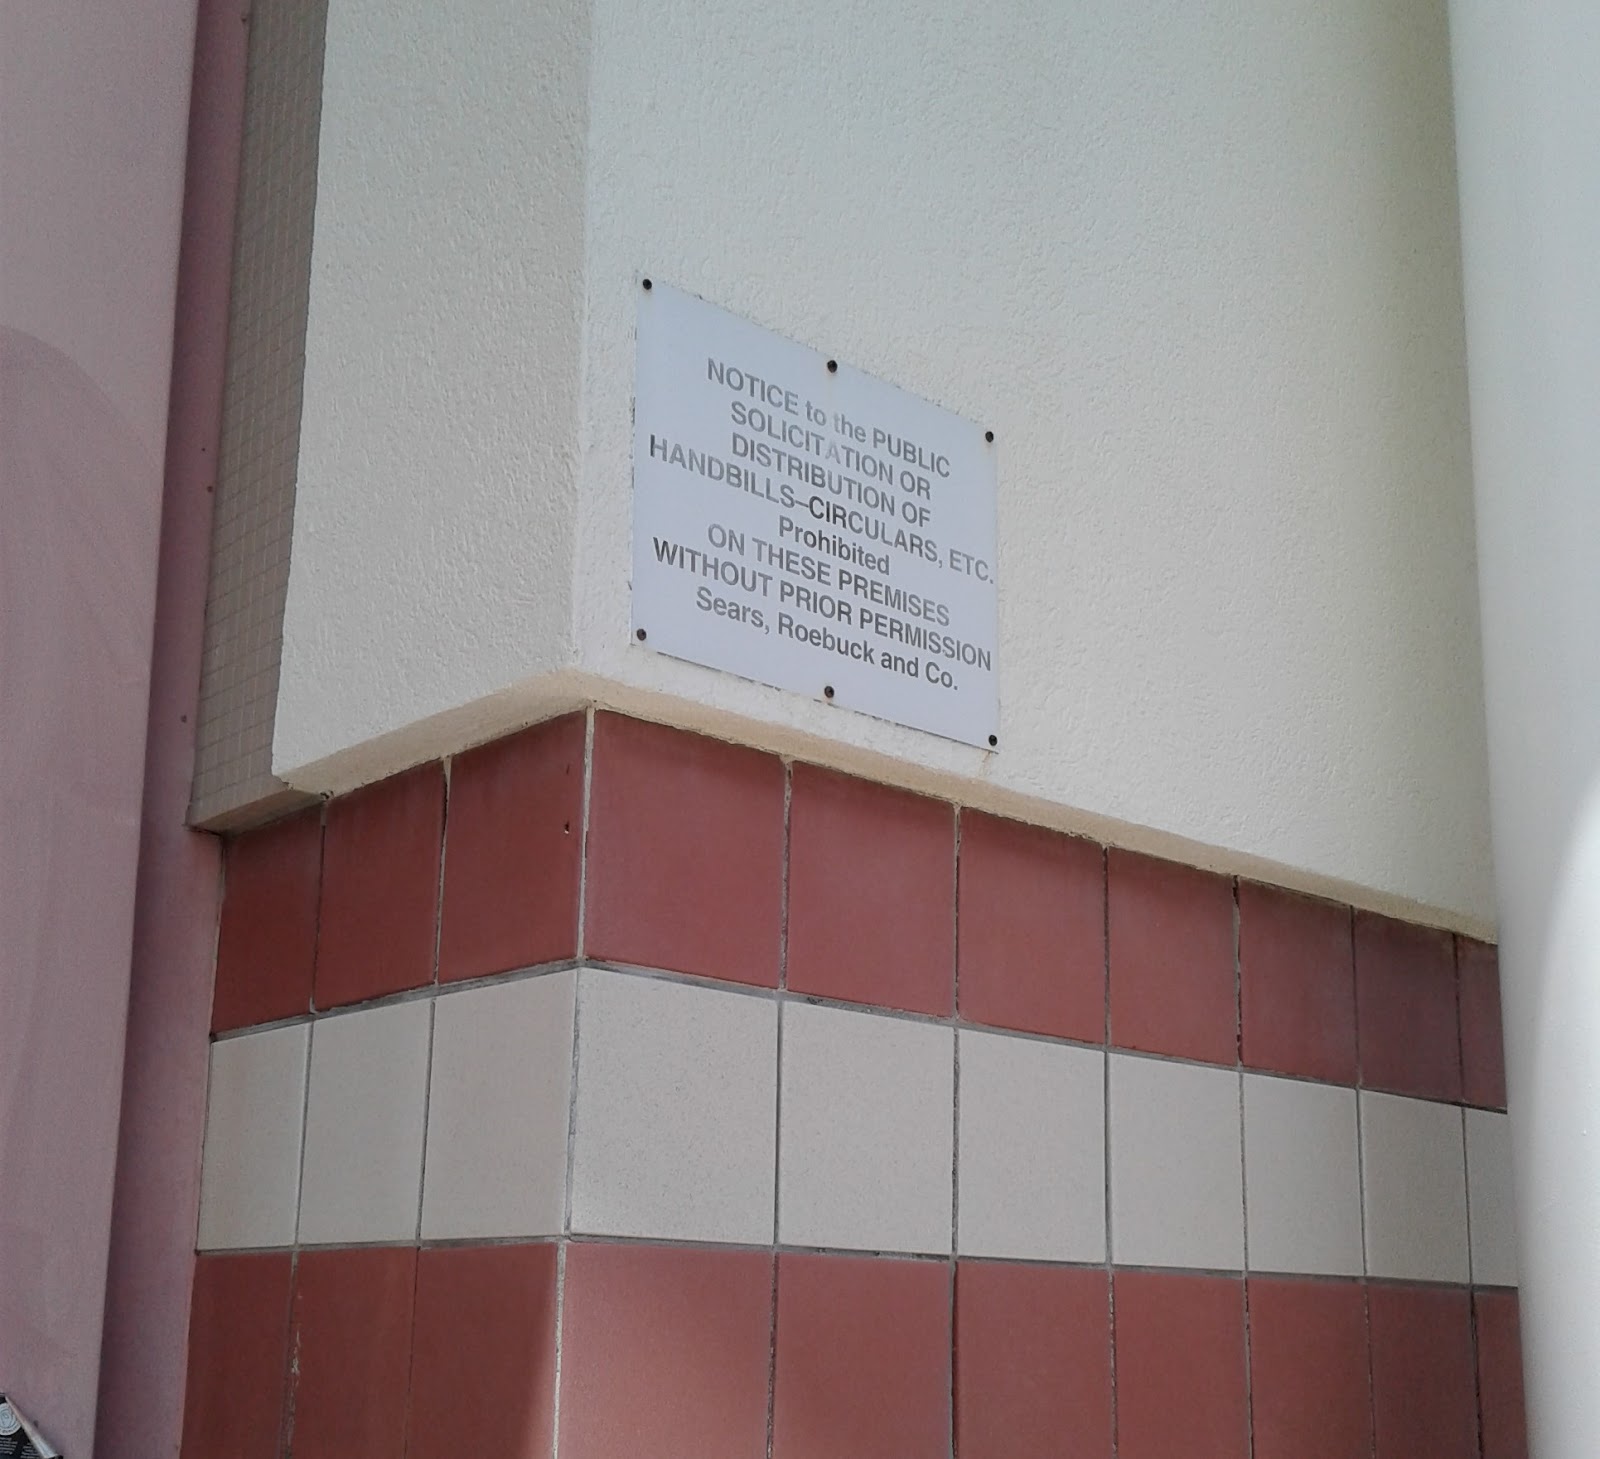 NOTICE to the PUBLIC
SOLICITATION OR
DISTRIBUTION OF
HANDBILLS–CIRCULARS, ETC.
Prohibited
ON THESE PREMISES
WITHOUT PRIOR PERMISSION
Sears, Roebuck and Co.